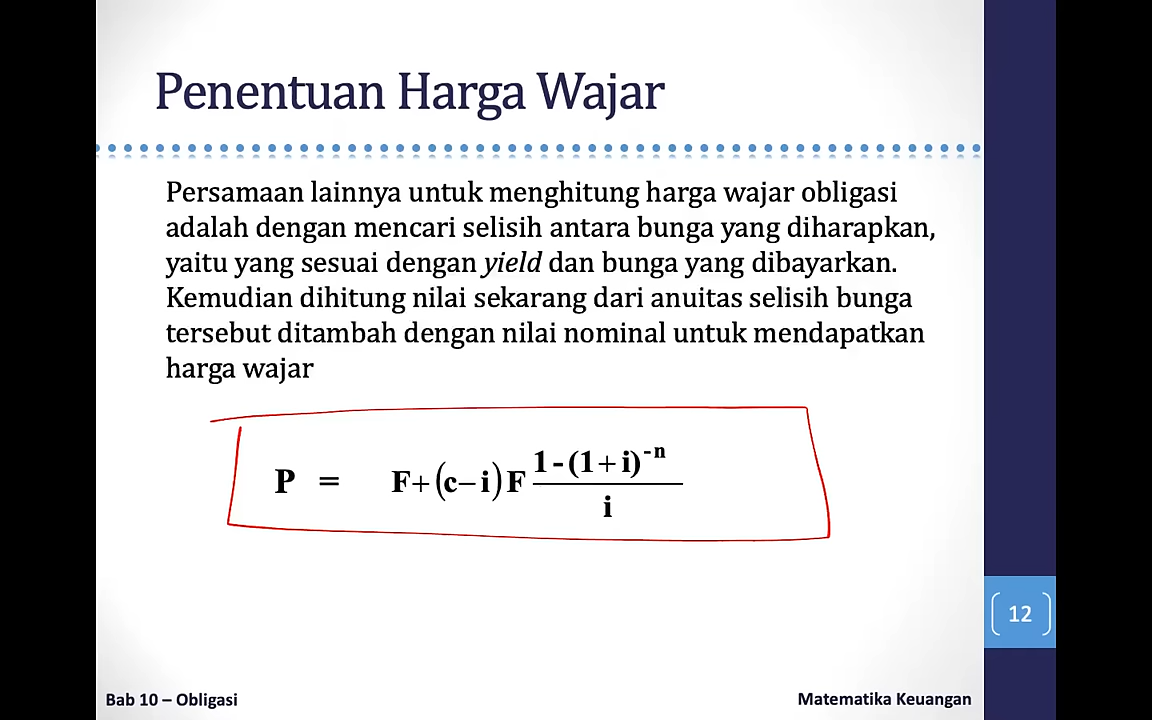 Penentuan Harga Wajar
Persamaan lainnya untuk menghitung harga wajar obligasi
adalah dengan mencari selisih antara bunga yang diharapkan,
yaitu yang sesuai dengan yield dan bunga yang dibayarkan.
Kemudian dihitung nilai sekarang dari anuitas selisih bunga
tersebut ditambah dengan nilai nominal untuk mendapatkan
harga wajar
P = F+(c−i)F \frac{1-(1+i)^{-n}}{i}
12
Bab 10 – Obligasi
Matematika Keuangan